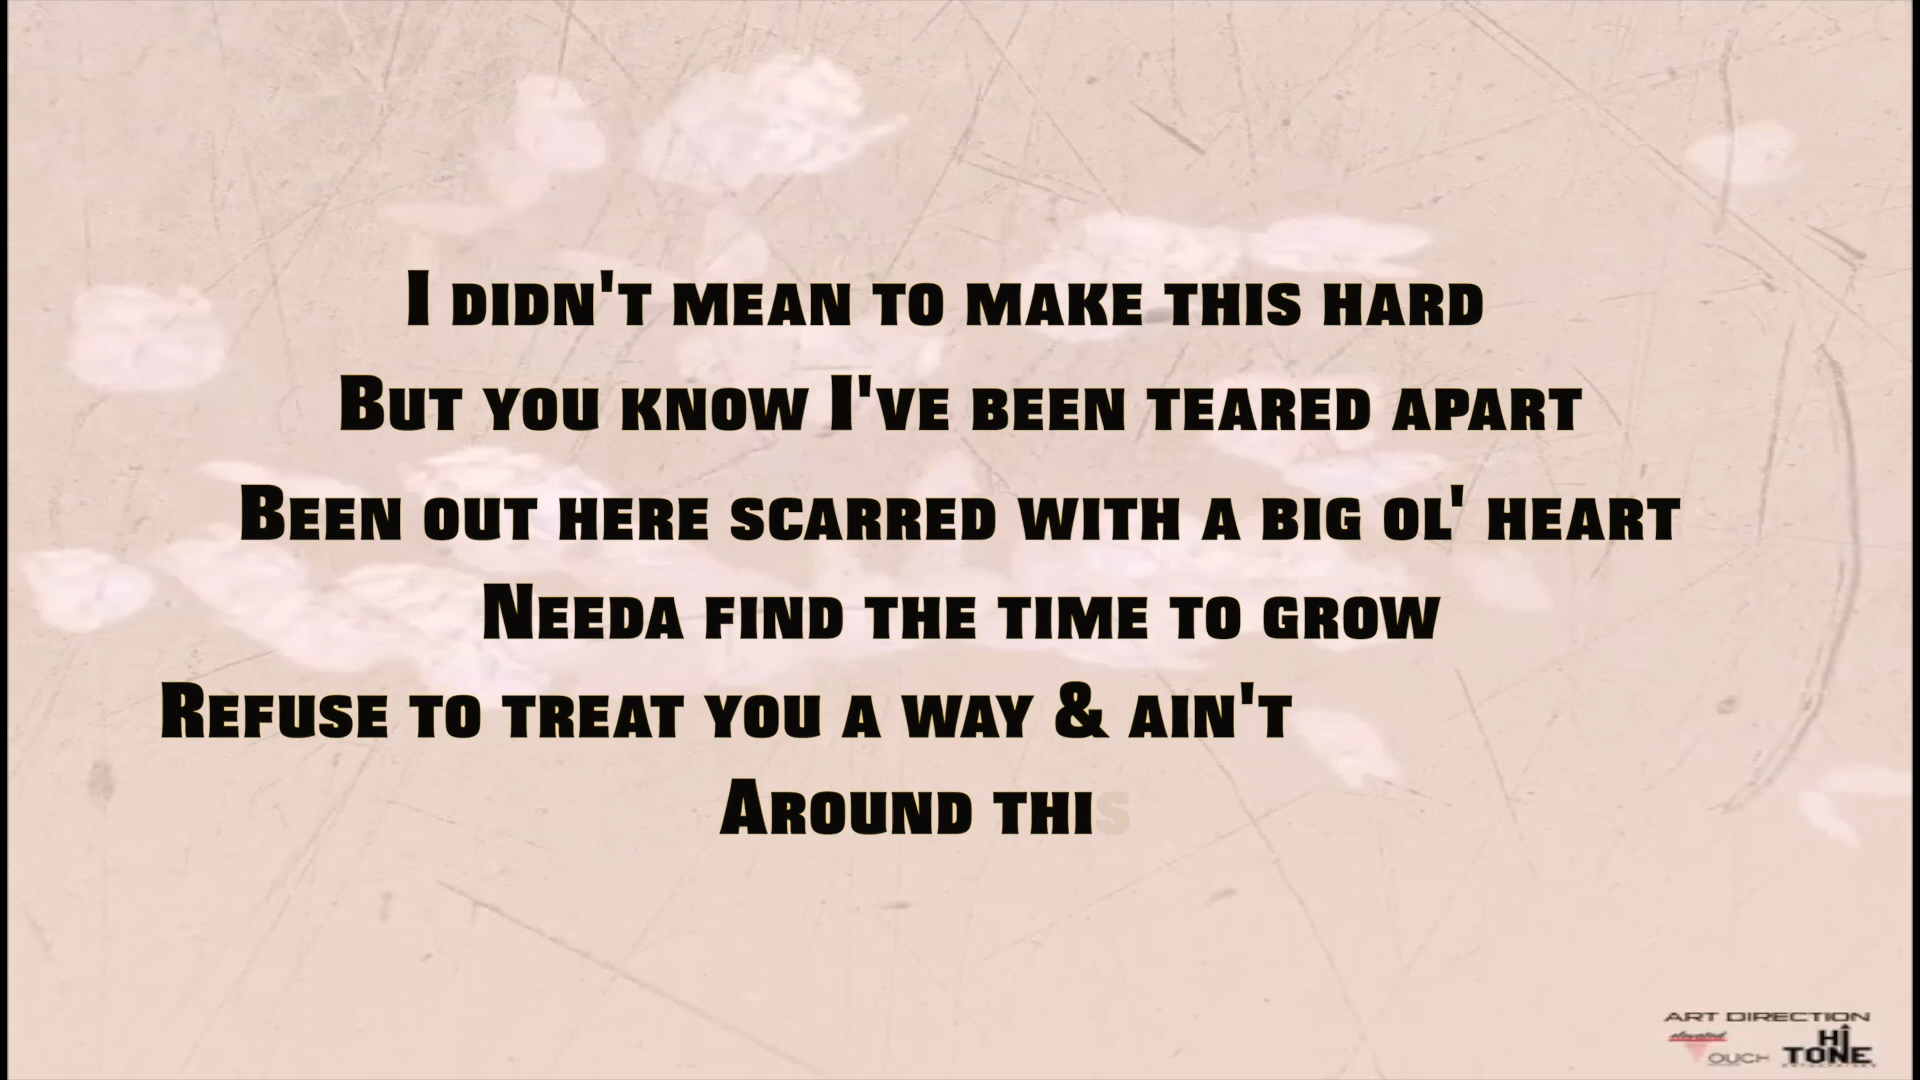 I didn't mean to make this hard
But you know I've been teared apart
Been out here scarred with a big ol' heart
Needa find the time to grow
Refuse to treat you a way & ain't
Around this
ART DIRECTION
elevated
OUCH
HI
TONE